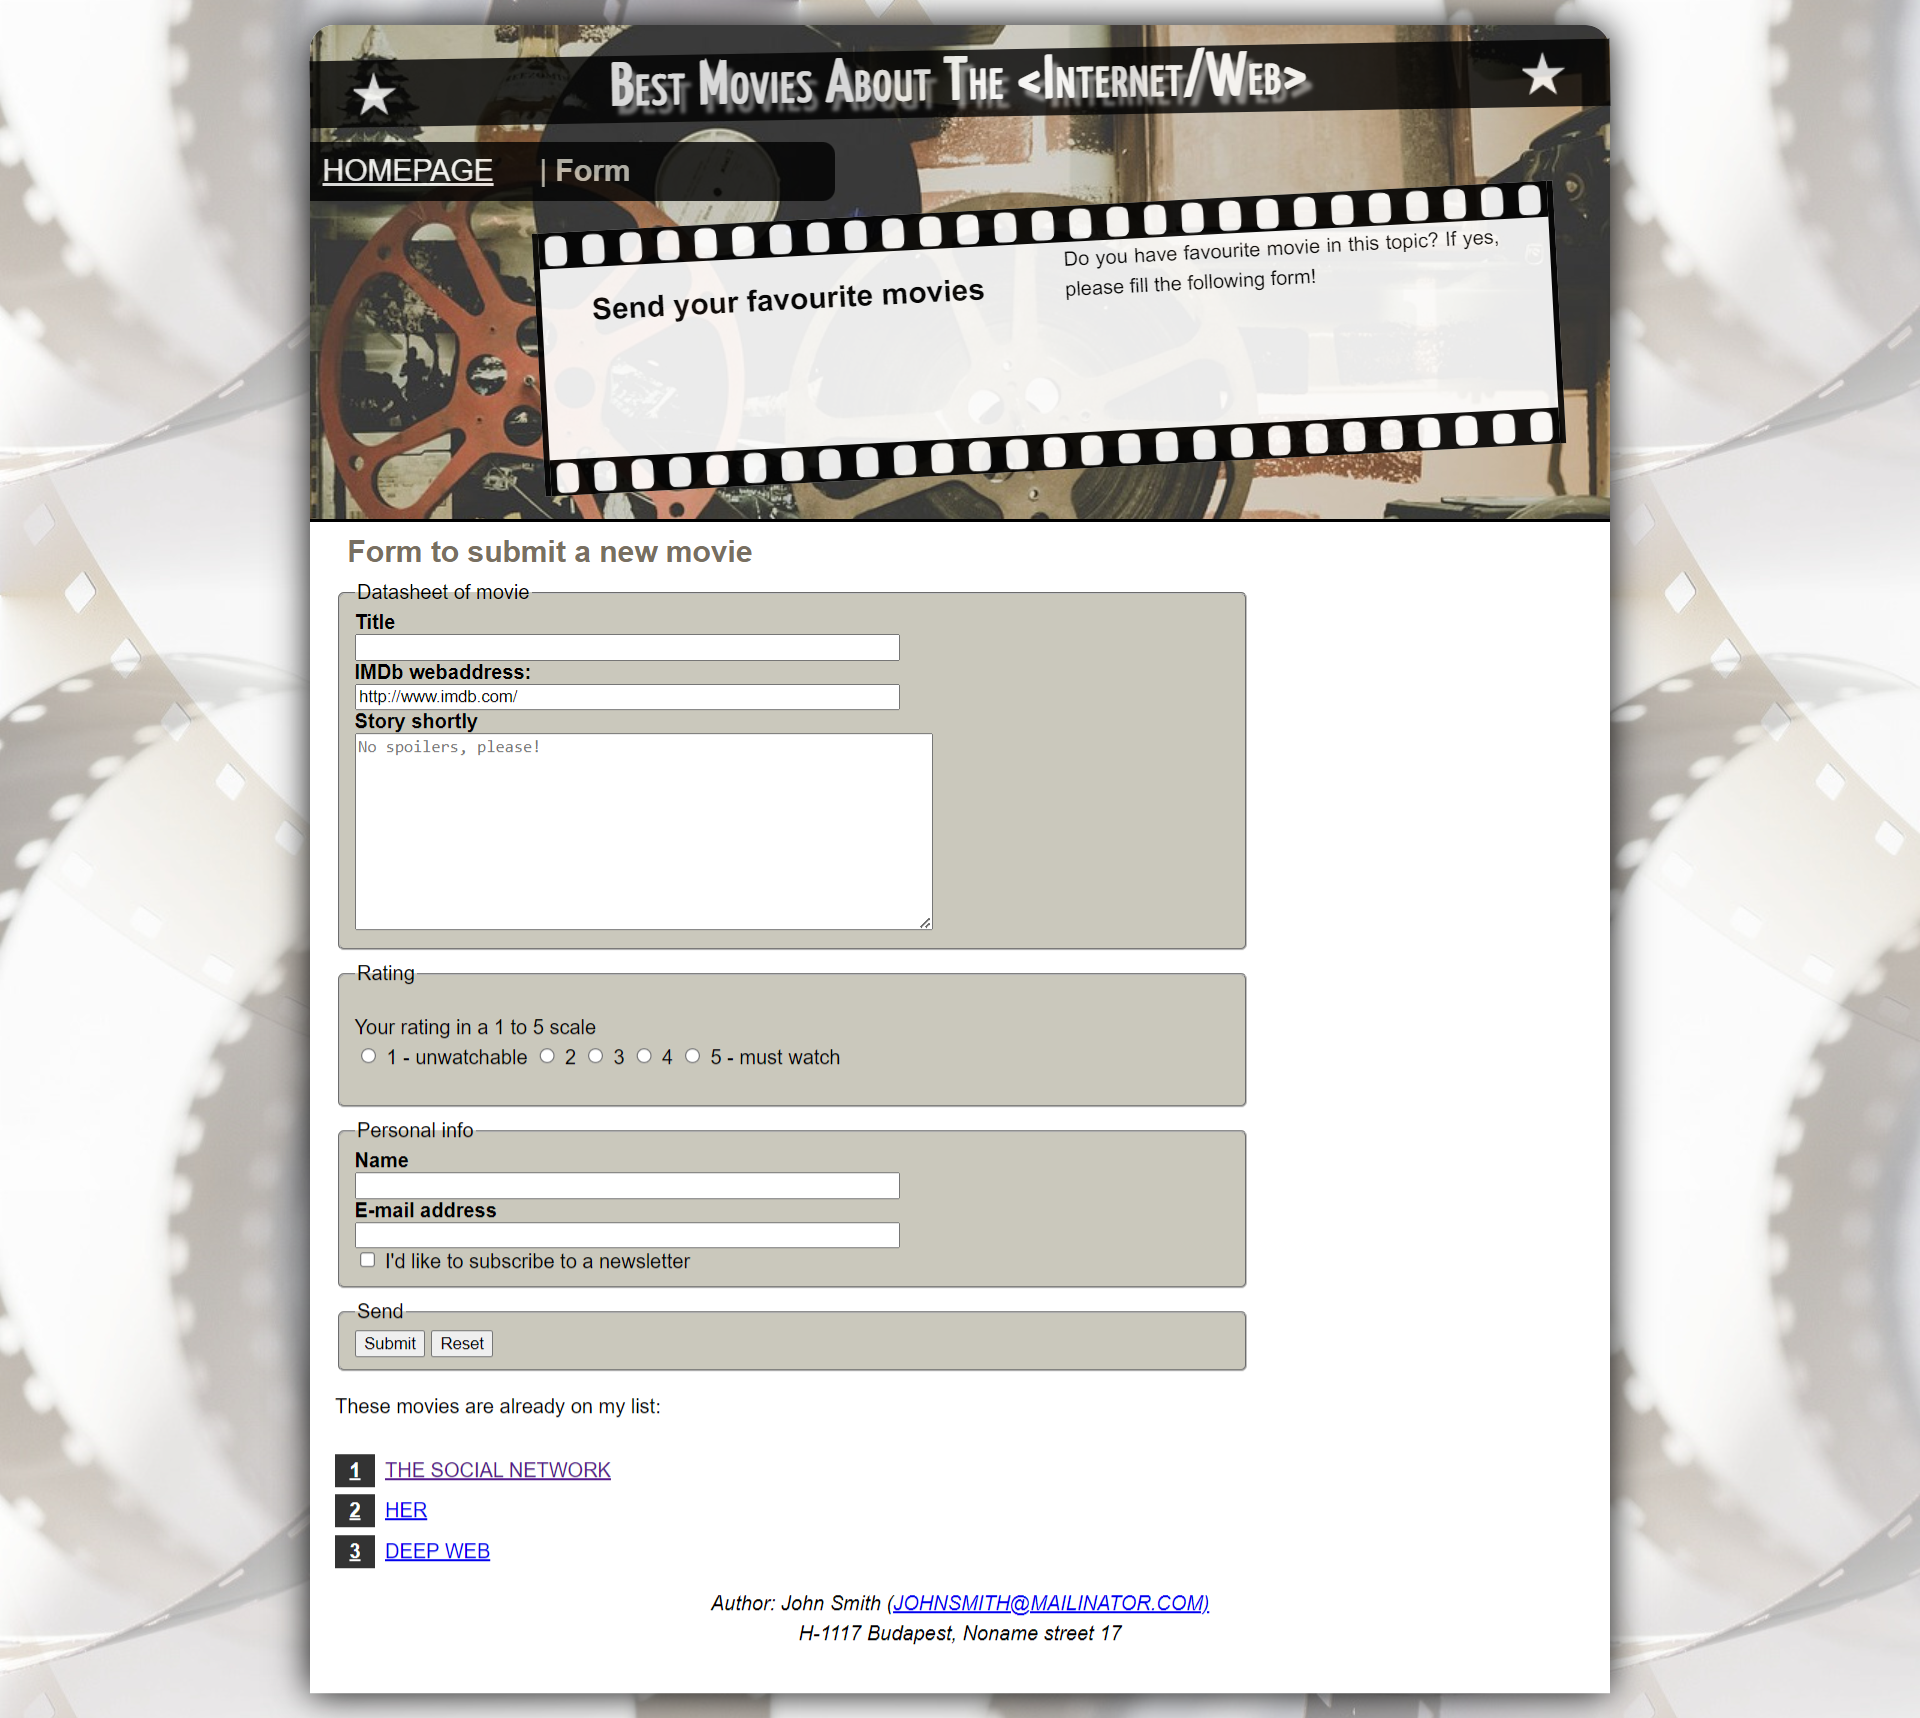 Best Movies About The <Internet/Web>
HOMEPAGE | Form
Send your favourite movies
Do you have favourite movie in this topic? If yes,
please fill the following form!
Form to submit a new movie
Datasheet of movie
Title
IMDb webaddress:
http://www.imdb.com/
Story shortly
No spoilers, please!
Rating
Your rating in a 1 to 5 scale
1 - unwatchable 2 3 4 5 - must watch
Personal info
Name
E-mail address
I'd like to subscribe to a newsletter
Send
Submit Reset
These movies are already on my list:
1 THE SOCIAL NETWORK
2 HER
3 DEEP WEB
Author: John Smith (JOHNSMITH@MAILINATOR.COM)
H-1117 Budapest, Noname street 17